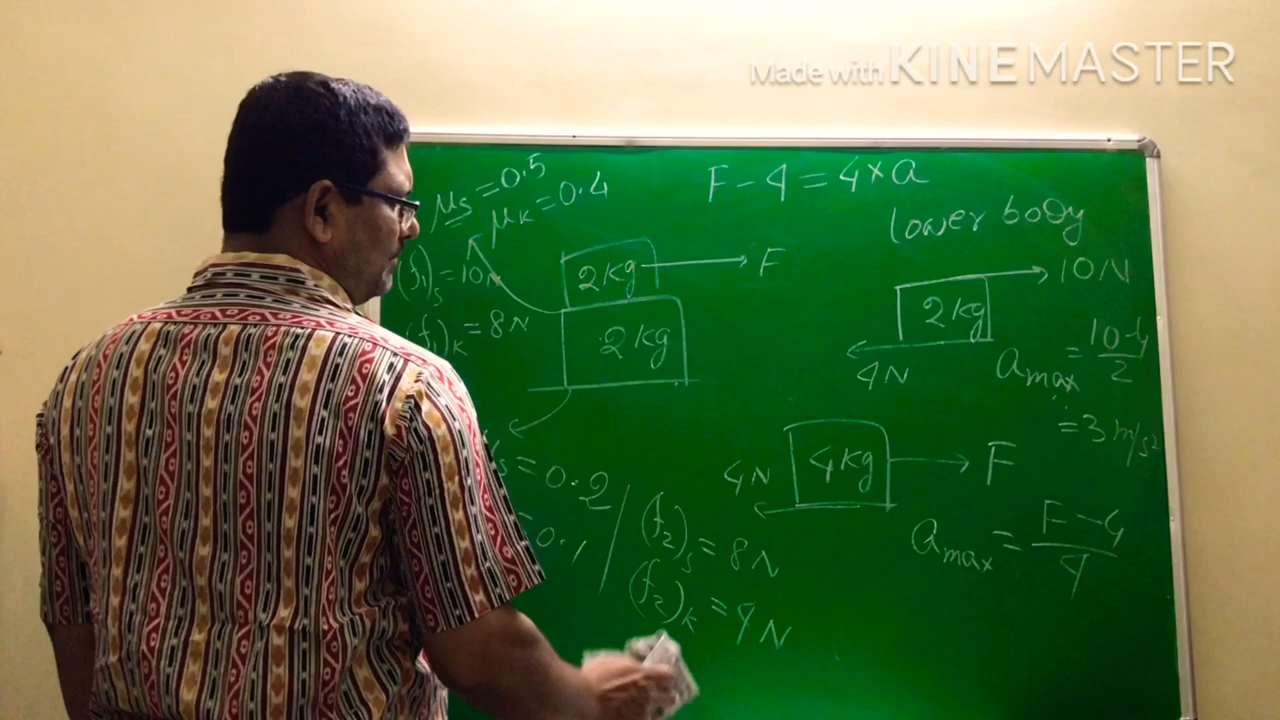 Made with KINEMASTER
μs = 0.5
μk = 0.4
(f1)s = 10N
(f1)k = 8N
F - 4 = 4 × a
2kg F
2kg
lower body
2kg 10N
4N
a max = 10-4 / 2
= 3 m/s²
s = 0.2
= 0.1
(f2)s = 8N
(f2)k = 4N
4N 4kg F
a max = F-4 / 4